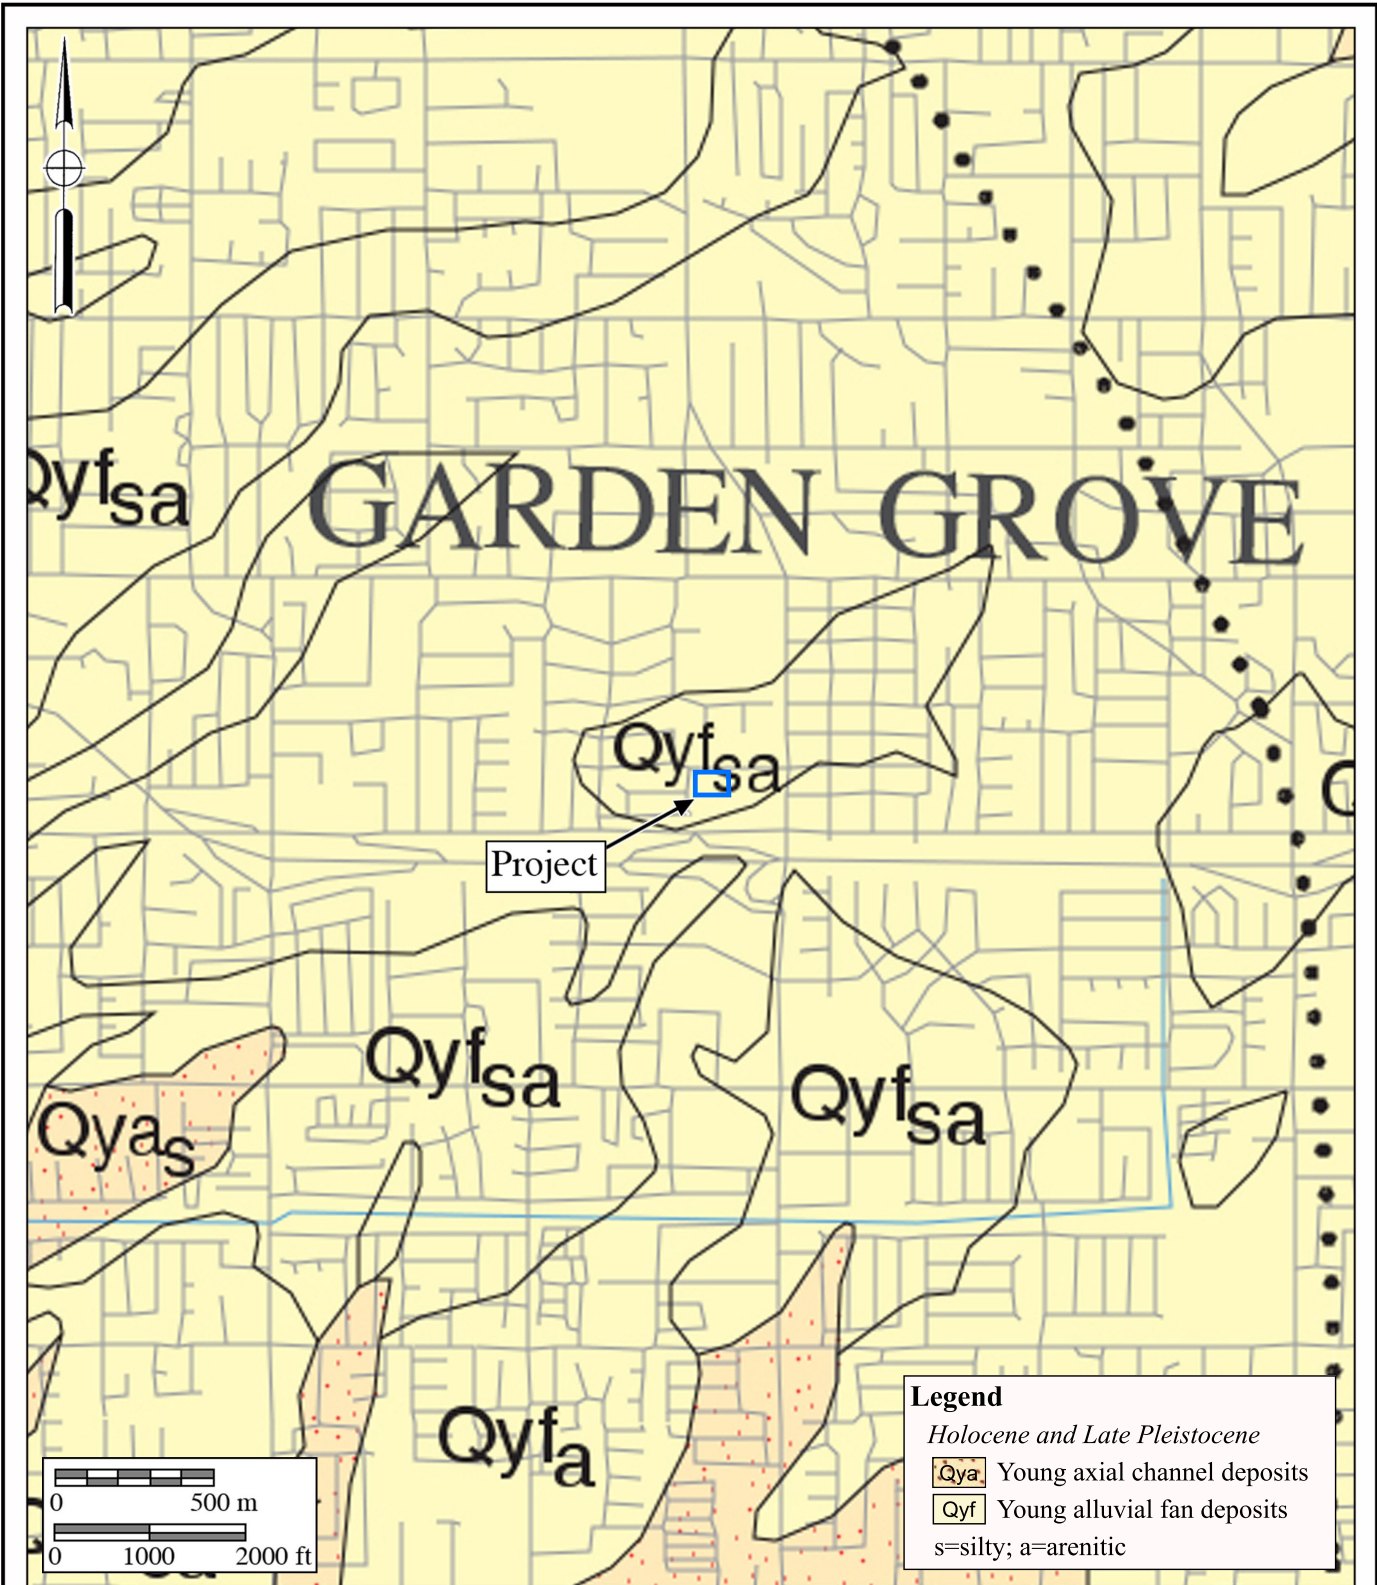 Qyfsa
GARDEN GROVE
Qyfsa
Project
Qyfsa
Qyfsa
Qyas
Qyfa
0 500 m
0 1000 2000 ft
Legend
Holocene and Late Pleistocene
Qya Young axial channel deposits
Qyf Young alluvial fan deposits
s=silty; a=arenitic